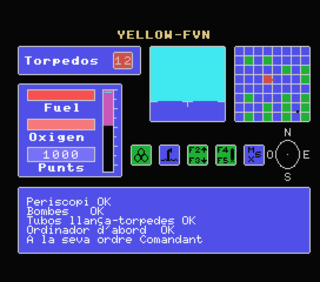 YELLOW-FVN
Torpedos 12
Fuel
Oxigen
1000
Punts
F2↑
F3↓
F4
F5
M
S
X
N
O E
S
Periscopi OK
Bombes OK
Tubos llança-torpedes OK
Ordinador d'abord OK
A la seva ordre Comandant